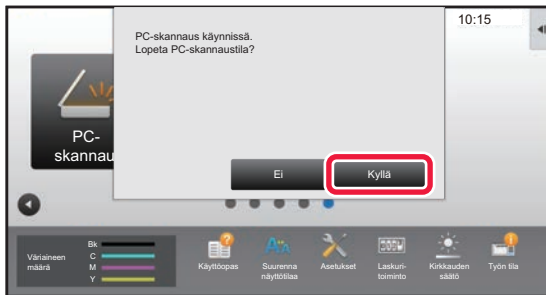 10:15
PC-skannaus käynnissä.
Lopeta PC-skannaustila?
PC-
skannau
Ei
Kyllä
Väriaineen
määrä
Bk
C
M
Y
Käyttöopas
Suurenna
näyttötilaa
Asetukset
Laskuri-
toiminto
Kirkkauden
säätö
Työn tila